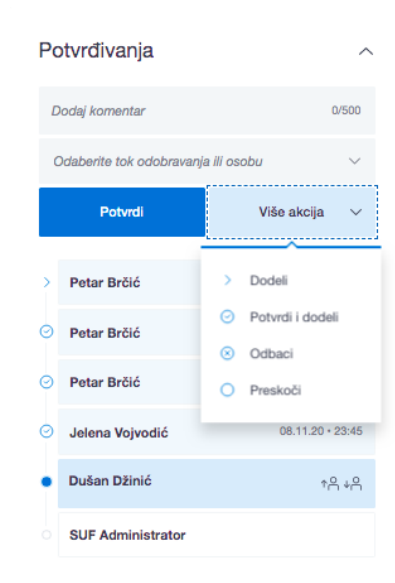 Potvrđivanja
Dodaj komentar 0/500
Odaberite tok odobravanja ili osobu
Potvrdi Više akcija
Petar Brčić Dodeli
Petar Brčić Potvrdi i dodeli
Odbaci
Petar Brčić Preskoči
Jelena Vojvodić 08.11.20 • 23:45
Dušan Džinić
SUF Administrator